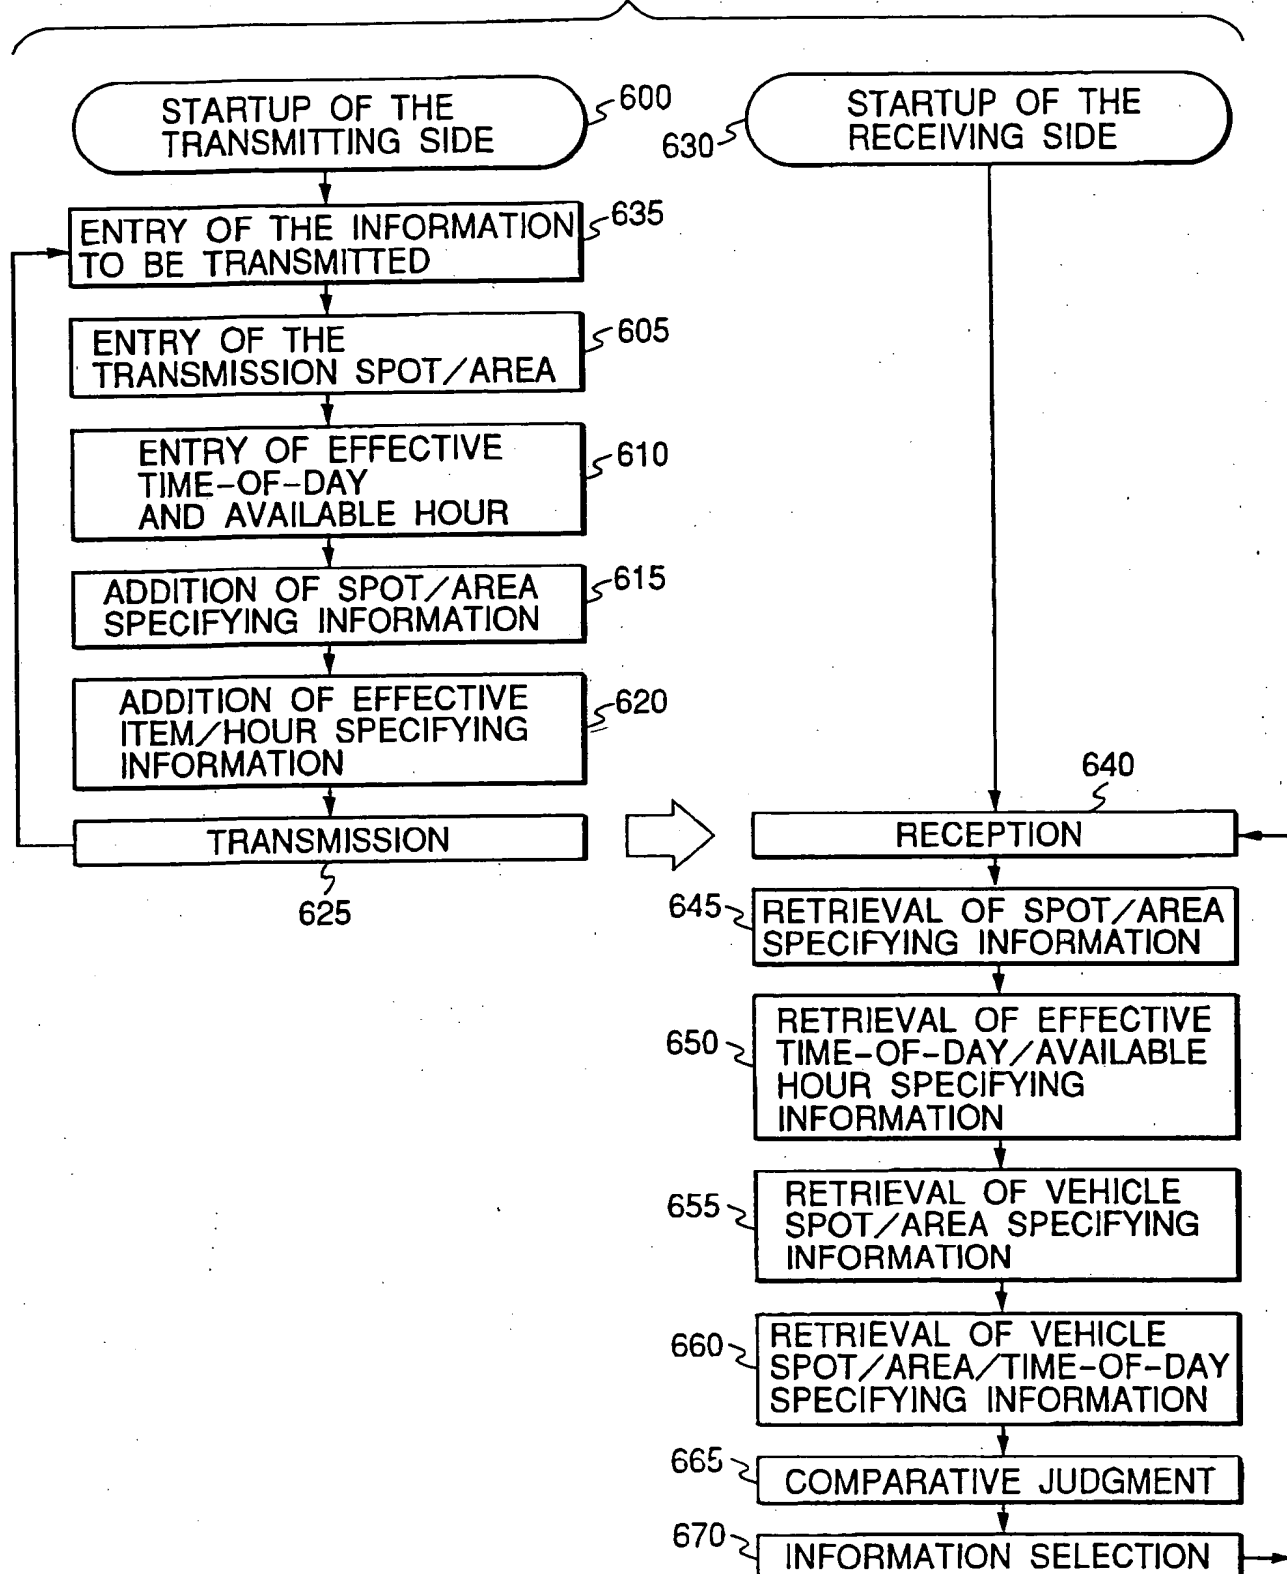 STARTUP OF THE
TRANSMITTING SIDE
600
ENTRY OF THE INFORMATION
TO BE TRANSMITTED
635
ENTRY OF THE
TRANSMISSION SPOT/AREA
605
ENTRY OF EFFECTIVE
TIME-OF-DAY
AND AVAILABLE HOUR
610
ADDITION OF SPOT/AREA
SPECIFYING INFORMATION
615
ADDITION OF EFFECTIVE
ITEM/HOUR SPECIFYING
INFORMATION
620
TRANSMISSION
625
STARTUP OF THE
RECEIVING SIDE
630
640
RECEPTION
645
RETRIEVAL OF SPOT/AREA
SPECIFYING INFORMATION
650
RETRIEVAL OF EFFECTIVE
TIME-OF-DAY/AVAILABLE
HOUR SPECIFYING
INFORMATION
655
RETRIEVAL OF VEHICLE
SPOT/AREA SPECIFYING
INFORMATION
660
RETRIEVAL OF VEHICLE
SPOT/AREA/TIME-OF-DAY
SPECIFYING INFORMATION
665
COMPARATIVE JUDGMENT
670
INFORMATION SELECTION